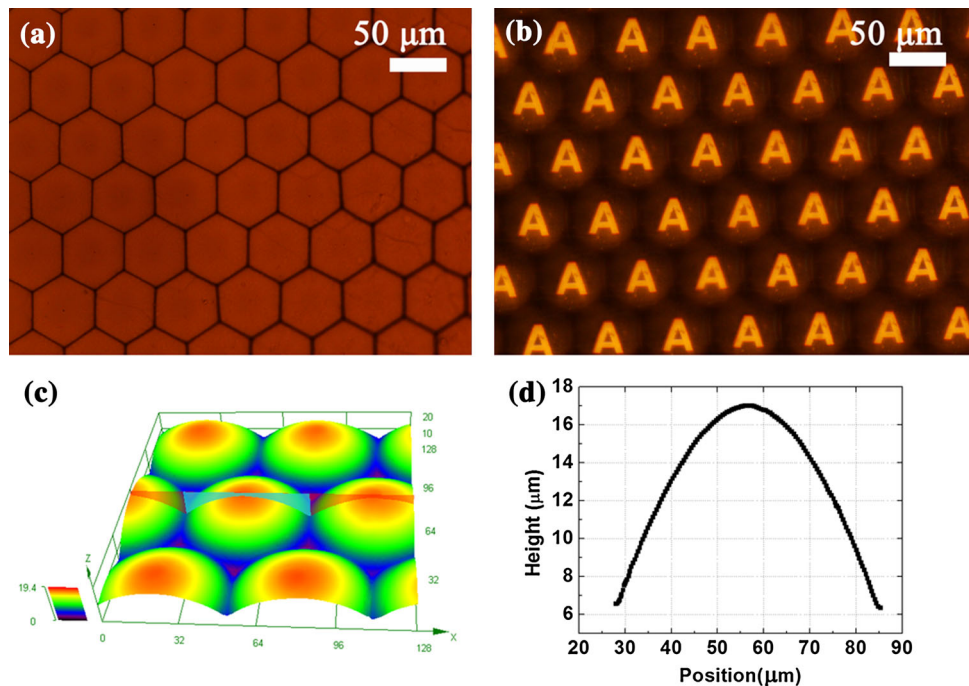 (a)
50 μm
(b)
50 μm
A A A A A A
A A A A A A A
A A A A A A A
A A A A A A A
A A A A A A A
A A A A A A
(c)
20
10
128
96
64
32
Z
19.4
0
0
32
64
96
128
X
(d)
18
16
14
12
10
8
6
Height (μm)
20 30 40 50 60 70 80 90
Position(μm)